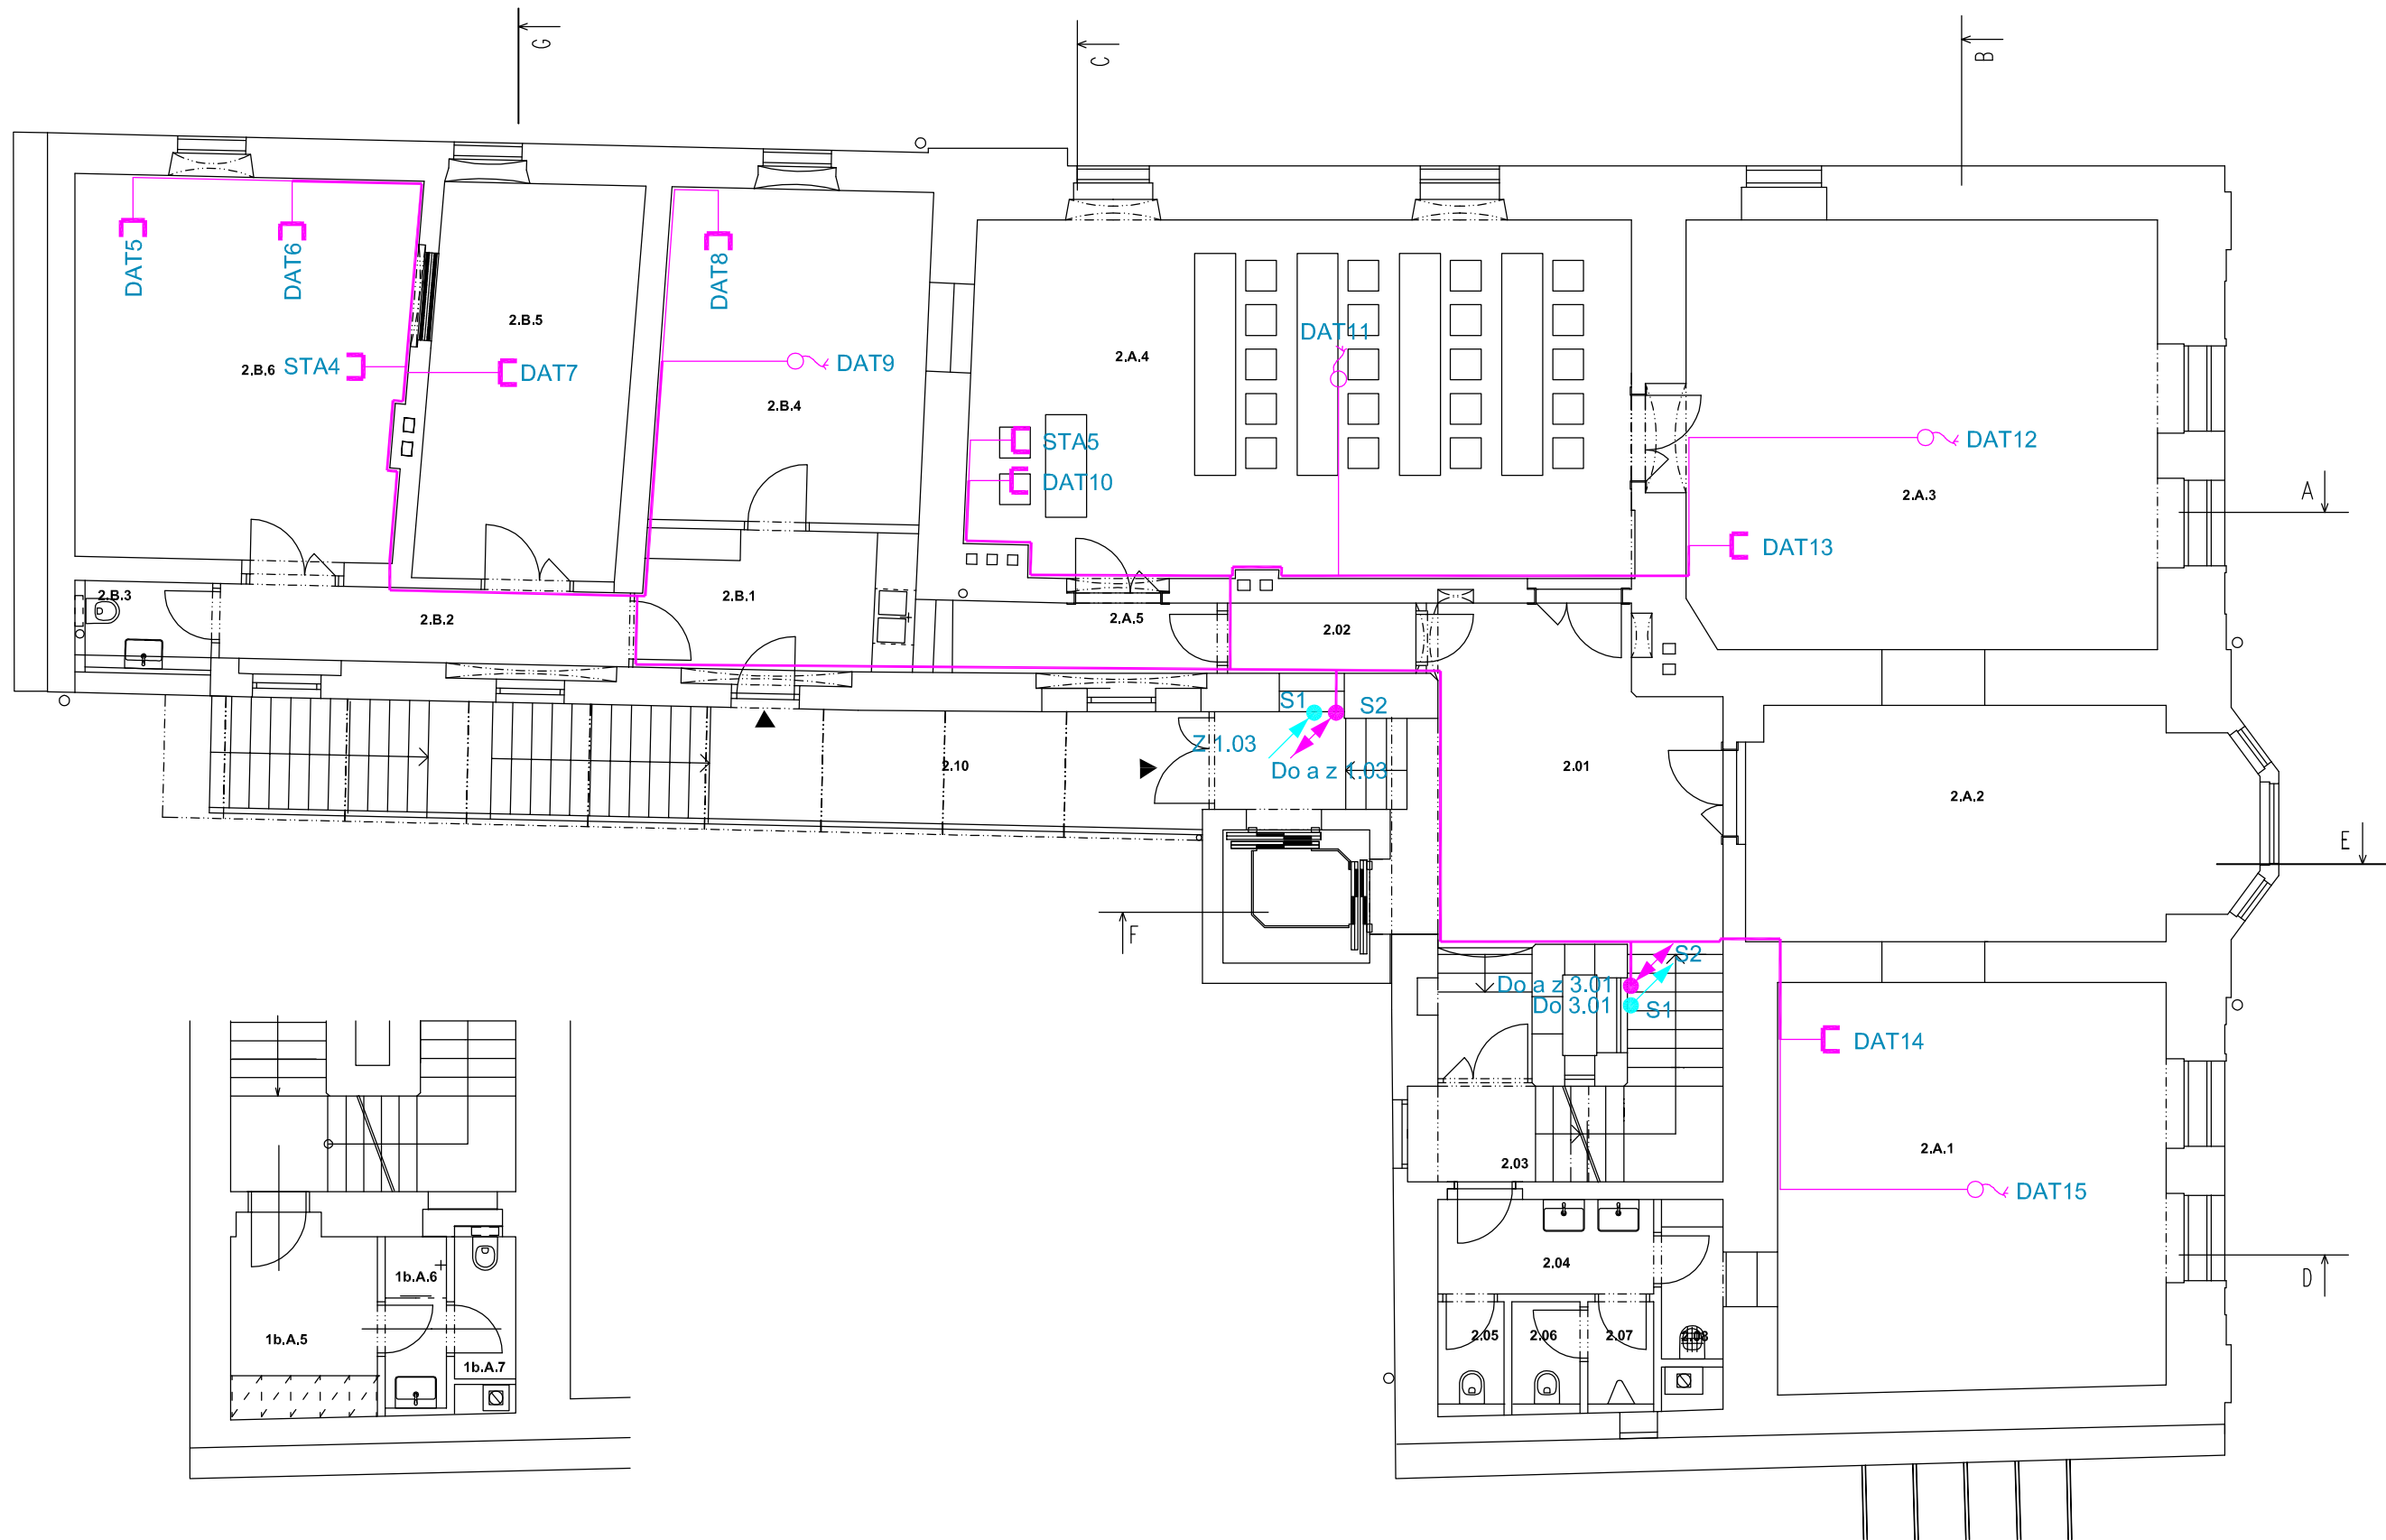 G
C
B
DAT5
DAT6
DAT8
2.B.5
DAT11
2.A.4
2.B.6
STA4
DAT7
DAT9
2.B.4
STA5
DAT10
DAT12
2.A.3
A
DAT13
2.B.3
2.B.2
2.B.1
2.A.5
2.02
S1
S2
Z 1.03
Do a z 1.03
2.10
2.01
2.A.2
E
F
S2
Do a z 3.01
Do 3.01
S1
DAT14
2.A.1
2.03
DAT15
2.04
D
1b.A.6
1b.A.5
1b.A.7
2.05
2.06
2.07
2.08